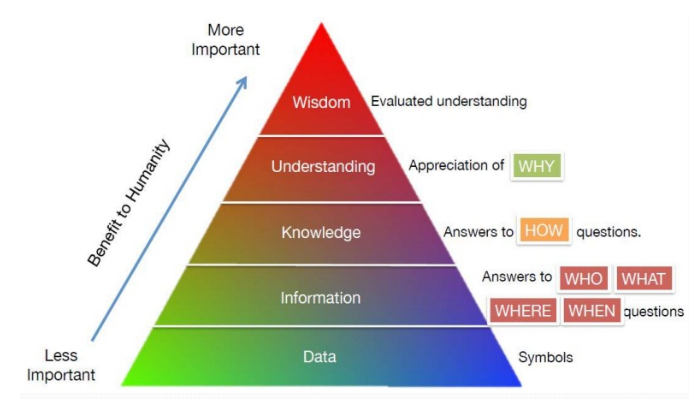 More
Important
Wisdom Evaluated understanding
Understanding Appreciation of WHY
Benefit to Humanity
Knowledge Answers to HOW questions.
Answers to WHO WHAT
Information
WHERE WHEN questions
Less
Important
Data Symbols